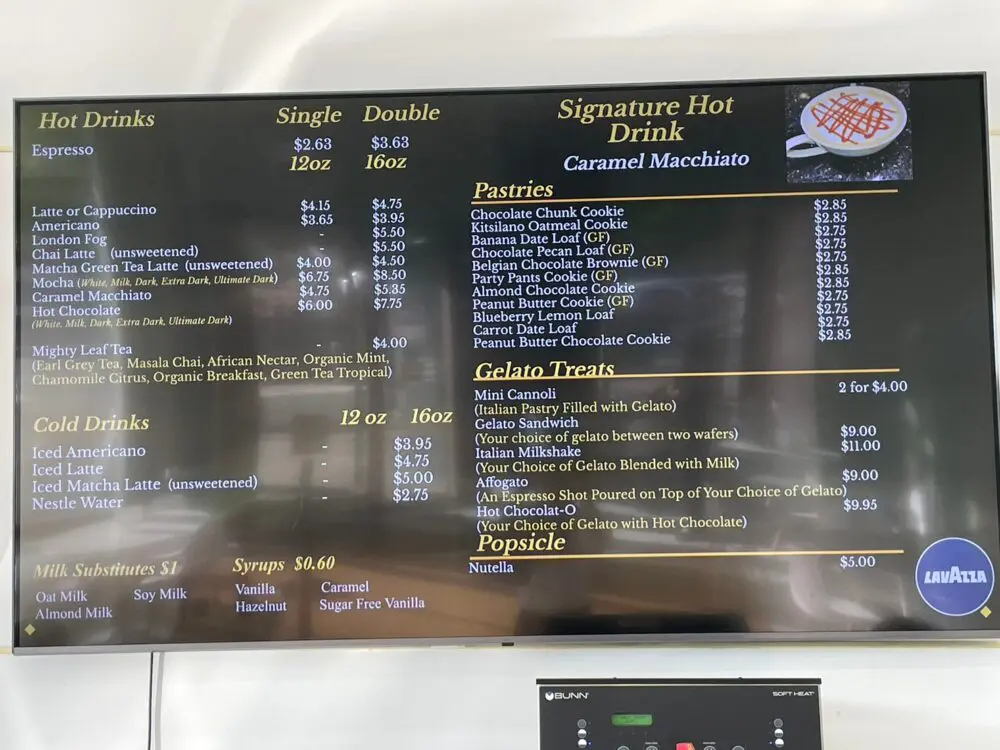 Hot Drinks Single Double
Espresso $2.63 $3.63
12oz 16oz
Latte or Cappuccino $4.15 $4.75
Americano $3.65 $3.95
London Fog - $5.50
Chai Latte (unsweetened) - $5.50
Matcha Green Tea Latte (unsweetened) $4.00 $4.50
Mocha (White, Milk, Dark, Extra Dark, Ultimate Dark) $6.75 $8.50
Caramel Macchiato $4.75 $5.35
Hot Chocolate $6.00 $7.75
(White, Milk, Dark, Extra Dark, Ultimate Dark)
Mighty Leaf Tea - $4.00
(Earl Grey Tea, Masala Chai, African Nectar, Organic Mint,
Chamomile Citrus, Organic Breakfast, Green Tea Tropical)
Cold Drinks 12 oz 16oz
Iced Americano - $3.95
Iced Latte - $4.75
Iced Matcha Latte (unsweetened) - $5.00
Nestle Water - $2.75
Milk Substitutes $1
Oat Milk Soy Milk
Almond Milk
Syrups $0.60
Vanilla Caramel
Hazelnut Sugar Free Vanilla
Signature Hot
Drink
Caramel Macchiato
Pastries
Chocolate Chunk Cookie $2.85
Kitsilano Oatmeal Cookie $2.85
Banana Date Loaf (GF) $2.75
Chocolate Pecan Loaf (GF) $2.75
Belgian Chocolate Brownie (GF) $2.75
Party Pants Cookie (GF) $2.85
Almond Chocolate Cookie $2.85
Peanut Butter Cookie (GF) $2.75
Blueberry Lemon Loaf $2.75
Carrot Date Loaf $2.75
Peanut Butter Chocolate Cookie $2.85
Gelato Treats
Mini Cannoli 2 for $4.00
(Italian Pastry Filled with Gelato)
Gelato Sandwich
(Your choice of gelato between two wafers) $9.00
Italian Milkshake $11.00
(Your Choice of Gelato Blended with Milk)
Affogato $9.00
(An Espresso Shot Poured on Top of Your Choice of Gelato)
Hot Chocolat-O $9.95
(Your Choice of Gelato with Hot Chocolate)
Popsicle
Nutella $5.00
LAVAZZA
BUNN SOFT HEAT